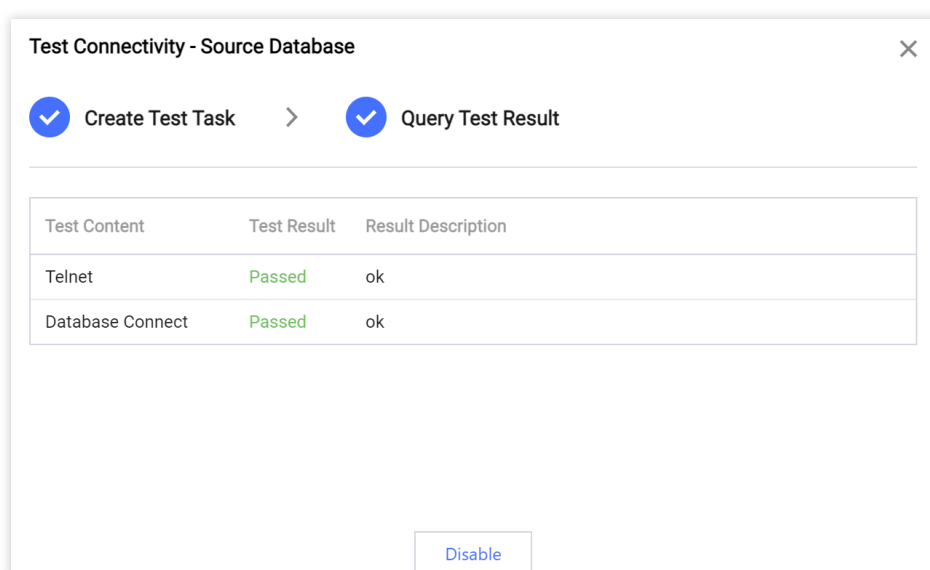 Test Connectivity - Source Database
Create Test Task
Query Test Result
Test Content Test Result Result Description
Telnet Passed ok
Database Connect Passed ok
Disable